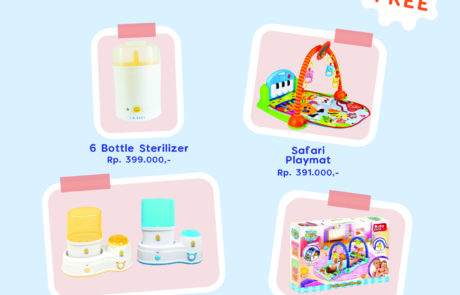 FREE
6 Bottle Sterilizer
Rp. 399.000,-
Safari
Playmat
Rp. 391.000,-